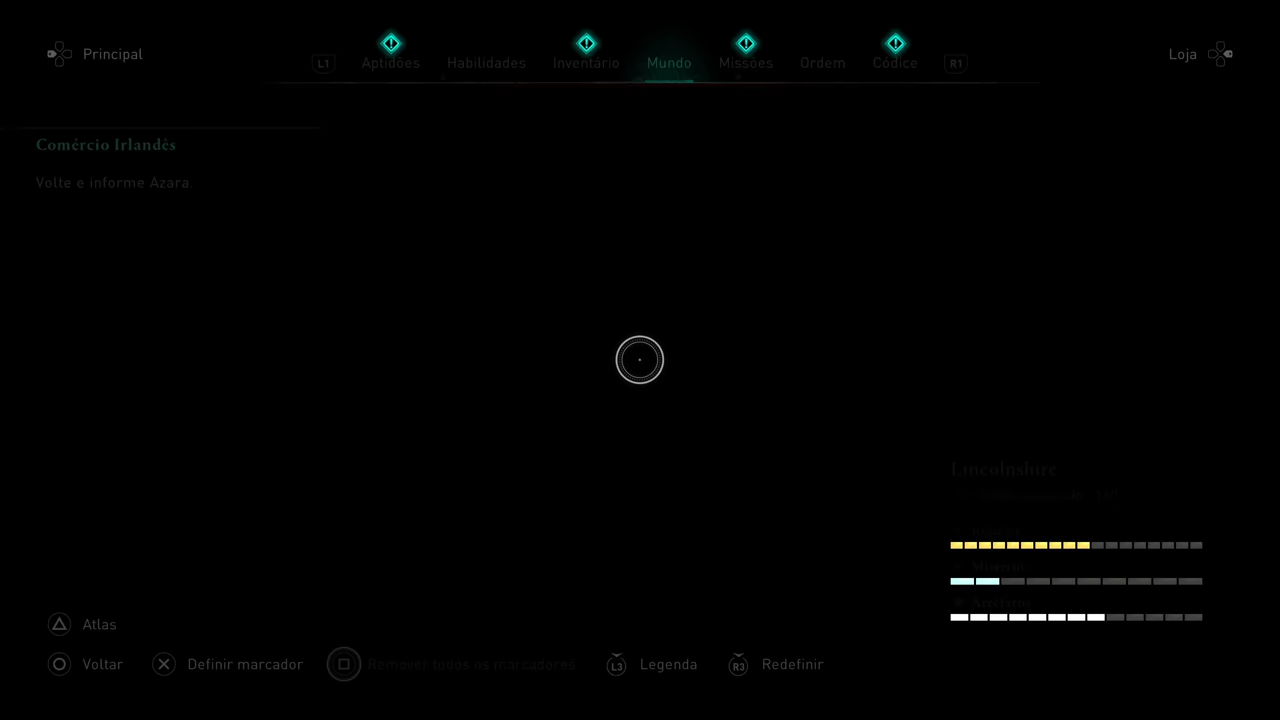 Principal
L1 Aptidões Habilidades Inventário Mundo Missões Ordem Códice R1
Loja
Comércio Irlandês
Volte e informe Azara.
Lincolnshire
Atlas
Voltar Definir marcador Remover todos os marcadores L3 Legenda R3 Redefinir